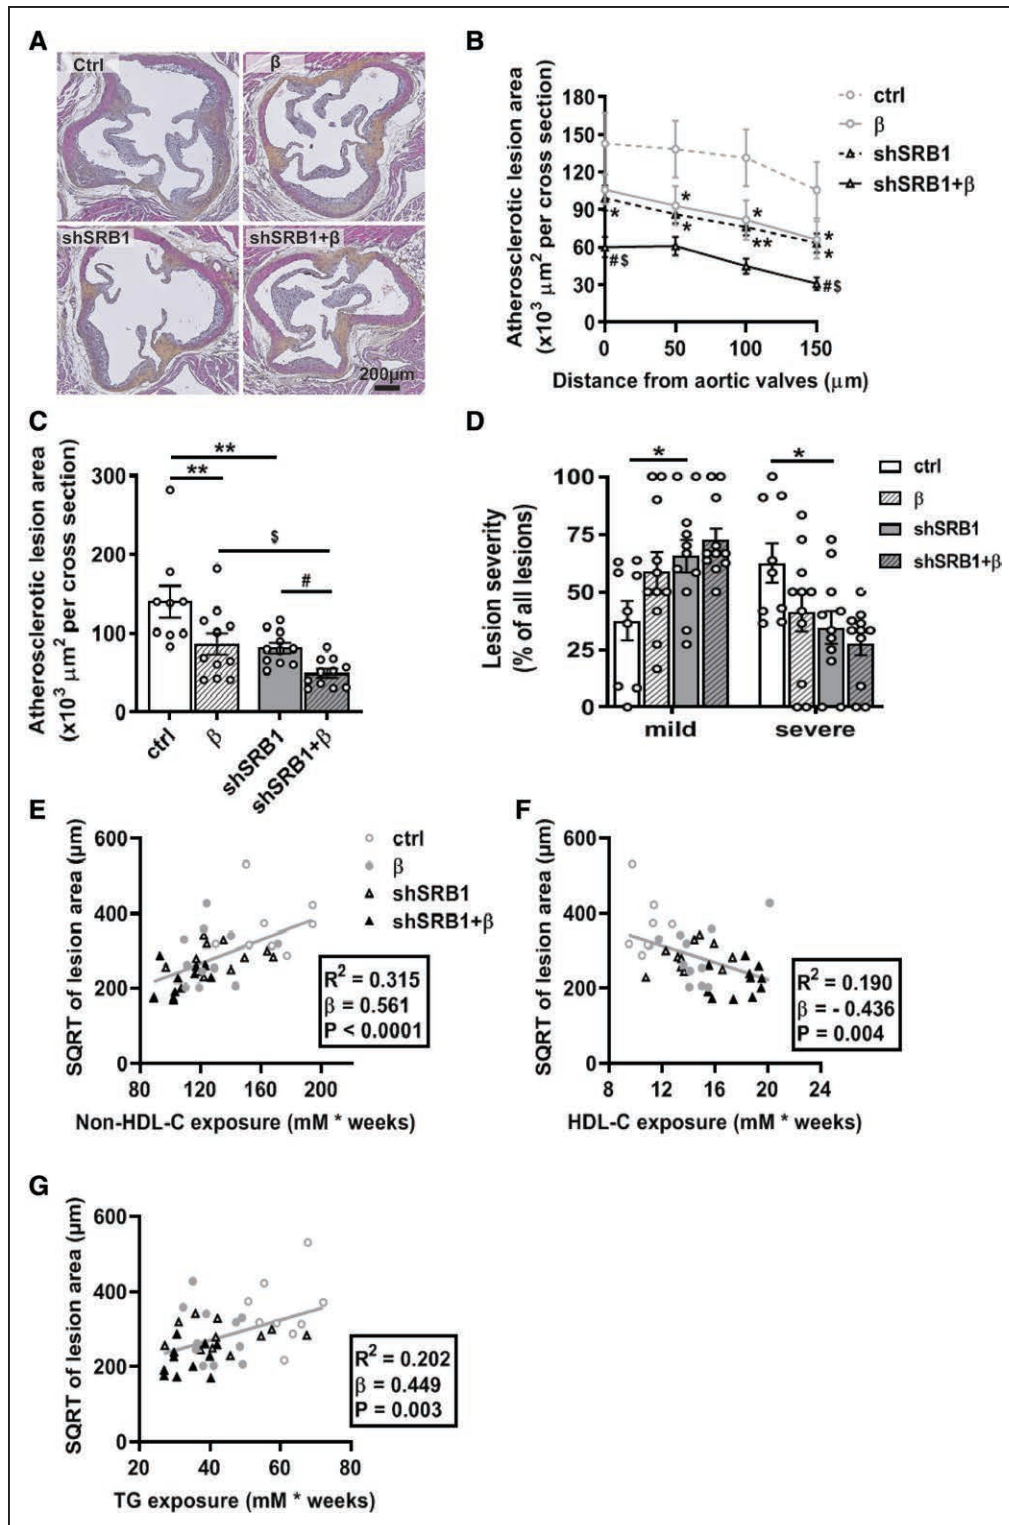 A
Ctrl
β
shSRB1
shSRB1+β
200μm
B
Atherosclerotic lesion area
(x10³ μm² per cross section)
180
150
120
90
60
30
0
*
*
*
*
**
*
*
#$
#$
0 50 100 150
Distance from aortic valves (μm)
ctrl
β
shSRB1
shSRB1+β
C
Atherosclerotic lesion area
(x10³ μm² per cross section)
300
200
100
0
**
**
$
#
ctrl
β
shSRB1
shSRB1+β
D
Lesion severity
(% of all lesions)
100
75
50
25
0
*
*
mild severe
ctrl
β
shSRB1
shSRB1+β
E
SQRT of lesion area (μm)
600
400
200
0
80 120 160 200
Non-HDL-C exposure (mM * weeks)
ctrl
β
shSRB1
shSRB1+β
R² = 0.315
β = 0.561
P < 0.0001
F
SQRT of lesion area (μm)
600
400
200
0
8 12 16 20 24
HDL-C exposure (mM * weeks)
R² = 0.190
β = - 0.436
P = 0.004
G
SQRT of lesion area (μm)
600
400
200
0
20 40 60 80
TG exposure (mM * weeks)
R² = 0.202
β = 0.449
P = 0.003